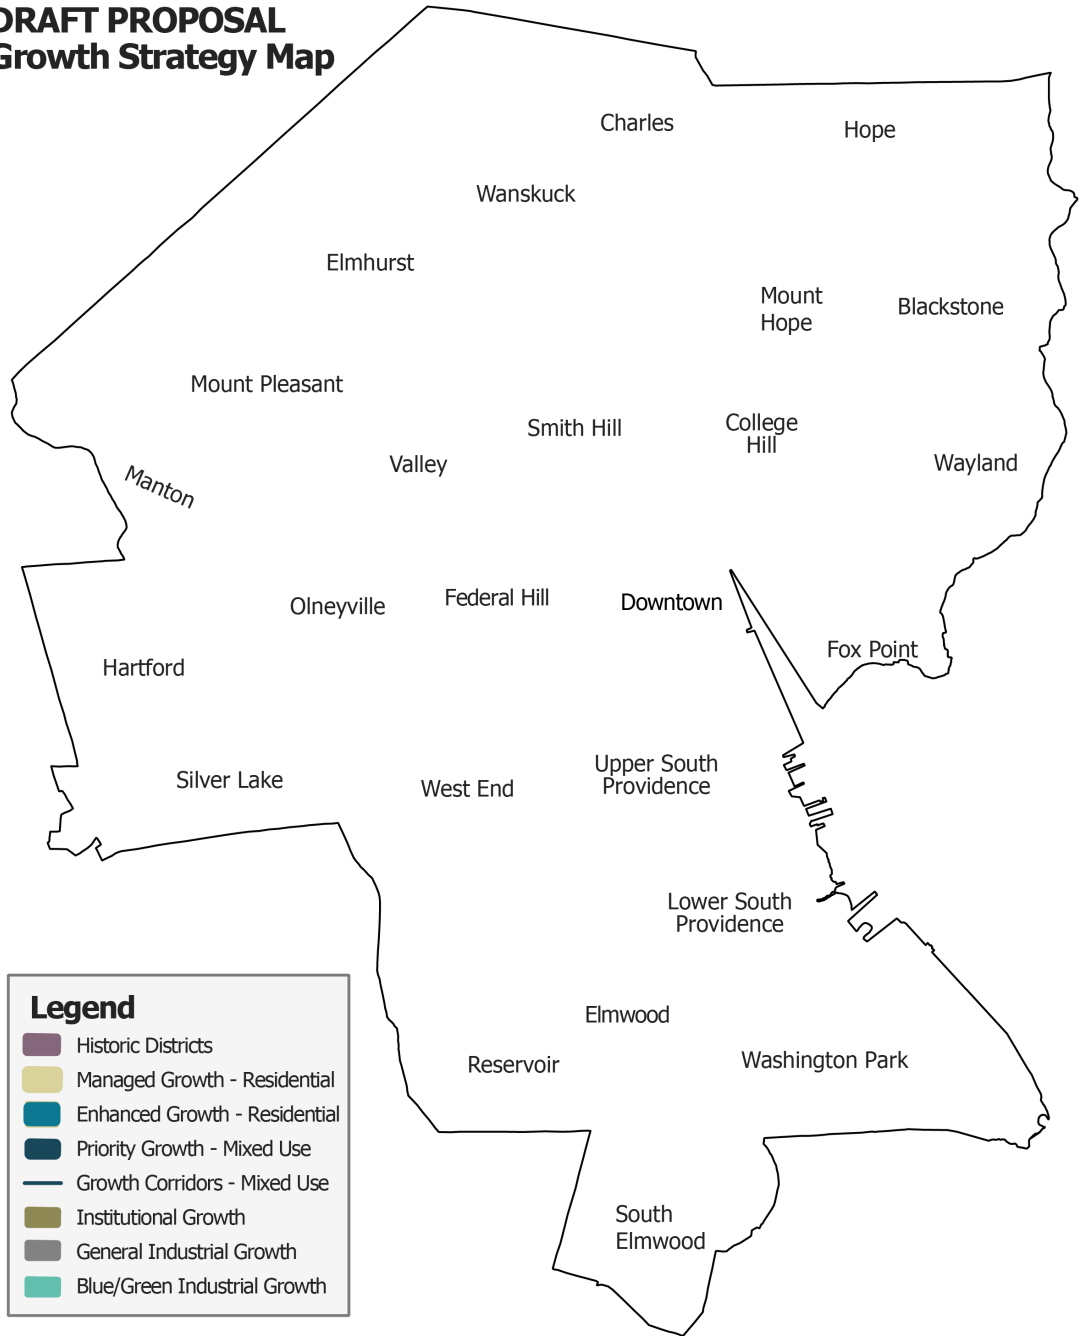 DRAFT PROPOSAL
Growth Strategy Map
Charles
Hope
Wanskuck
Elmhurst
Mount
Hope
Blackstone
Mount Pleasant
Smith Hill
College
Hill
Valley
Wayland
Manton
Olneyville
Federal Hill
Downtown
Fox Point
Hartford
Silver Lake
West End
Upper South
Providence
Lower South
Providence
Elmwood
Reservoir
Washington Park
South
Elmwood
Legend
Historic Districts
Managed Growth - Residential
Enhanced Growth - Residential
Priority Growth - Mixed Use
Growth Corridors - Mixed Use
Institutional Growth
General Industrial Growth
Blue/Green Industrial Growth